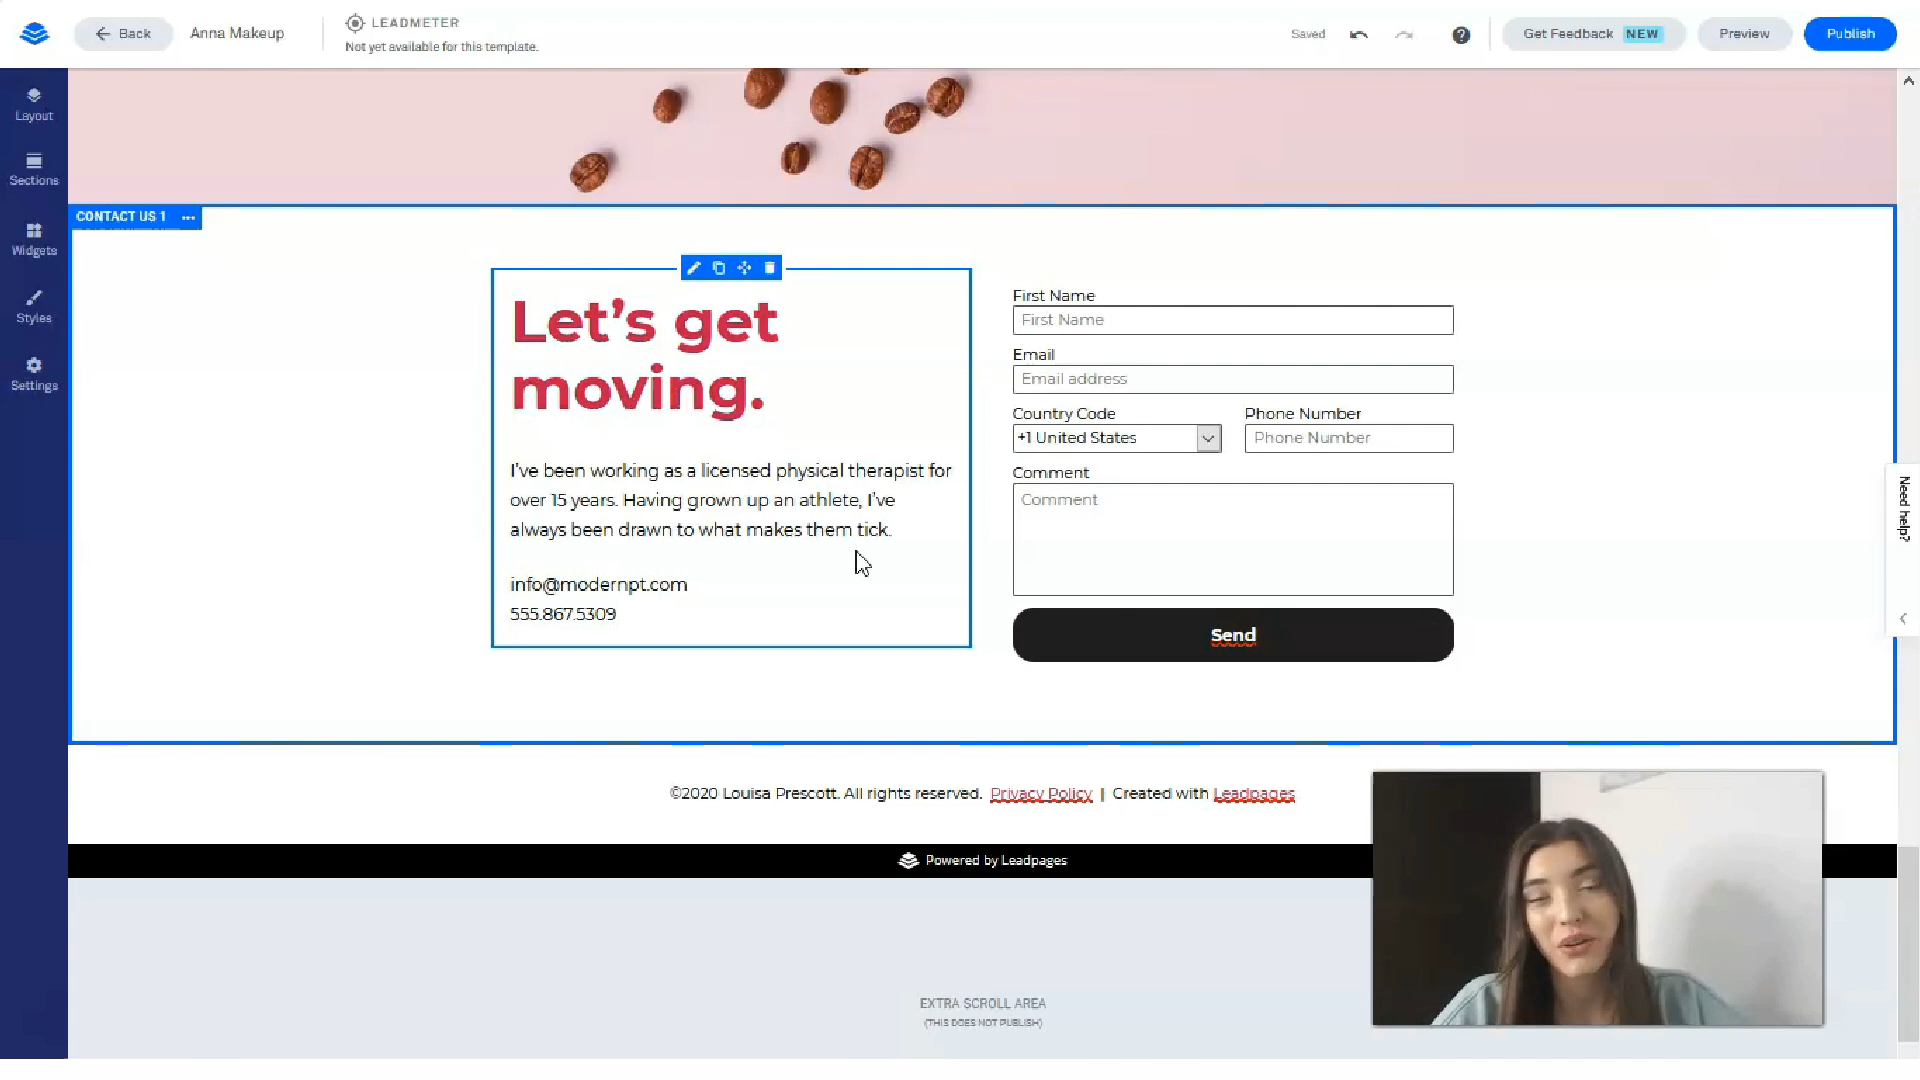 Back
Anna Makeup
LEADMETER
Not yet available for this template.
Saved
?
Get Feedback NEW
Preview
Publish
Layout
Sections
Widgets
Styles
Settings
CONTACT US 1 ...
Let's get
moving.
I've been working as a licensed physical therapist for
over 15 years. Having grown up an athlete, I've
always been drawn to what makes them tick.
info@modernpt.com
555.867.5309
First Name
First Name
Email
Email address
Country Code
+1 United States
Phone Number
Phone Number
Comment
Comment
Send
Need help?
©2020 Louisa Prescott. All rights reserved. Privacy Policy | Created with Leadpages
Powered by Leadpages
EXTRA SCROLL AREA
(THIS DOES NOT PUBLISH)